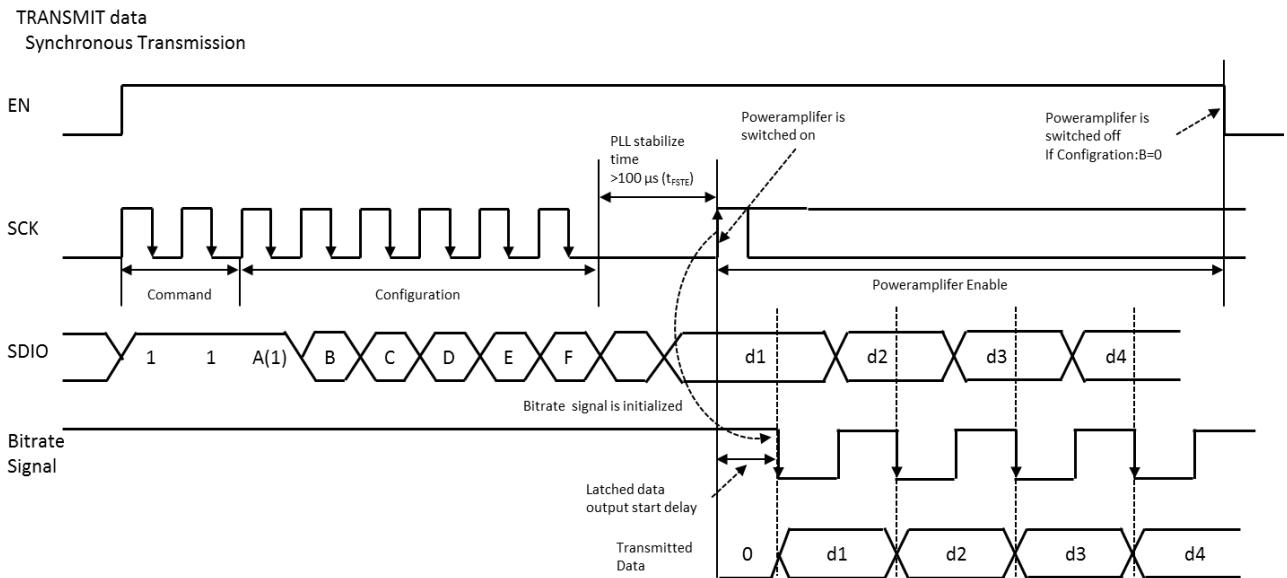 TRANSMIT data
Synchronous Transmission
EN
Poweramplifer is
switched on
Poweramplifer is
switched off
If Configration:B=0
PLL stabilize
time
>100 µs (tFSTE)
SCK
Command
Configuration
Poweramplifer Enable
SDIO
1 1 A(1) B C D E F d1 d2 d3 d4
Bitrate signal is initialized
Bitrate
Signal
Latched data
output start delay
Transmitted
Data
0 d1 d2 d3 d4